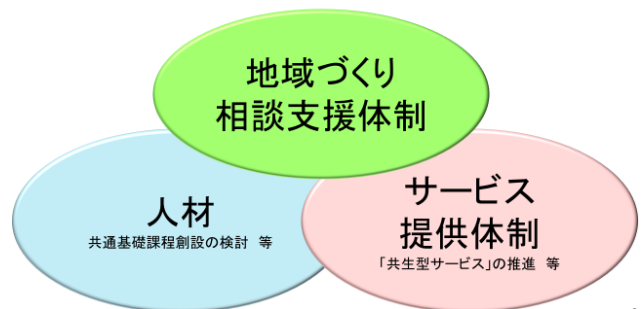 地域づくり
相談支援体制
人材
共通基礎課程創設の検討 等
サービス
提供体制
「共生型サービス」の推進 等